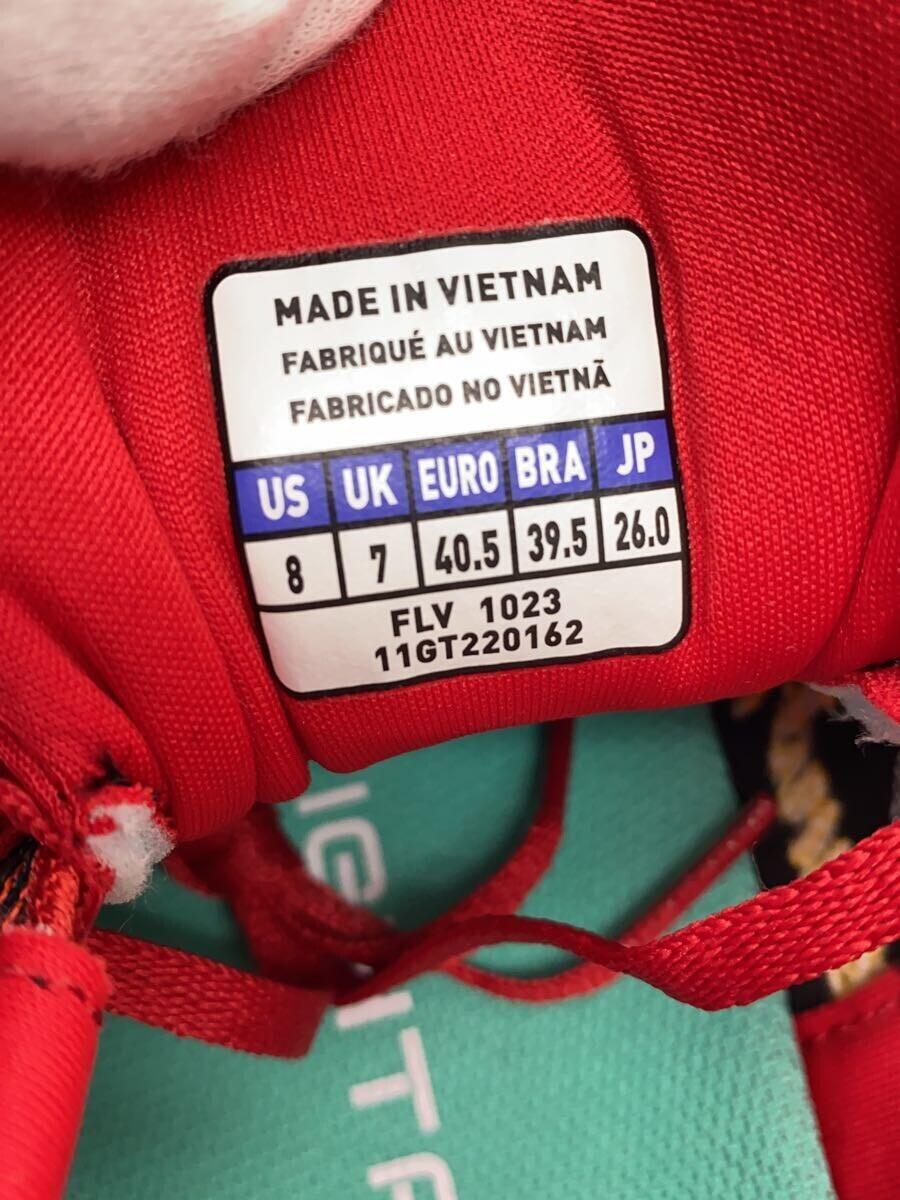 MADE IN VIETNAM
FABRIQUÉ AU VIETNAM
FABRICADO NO VIETNÃ
US UK EURO BRA JP
8 7 40.5 39.5 26.0
FLV 1023
11GT220162